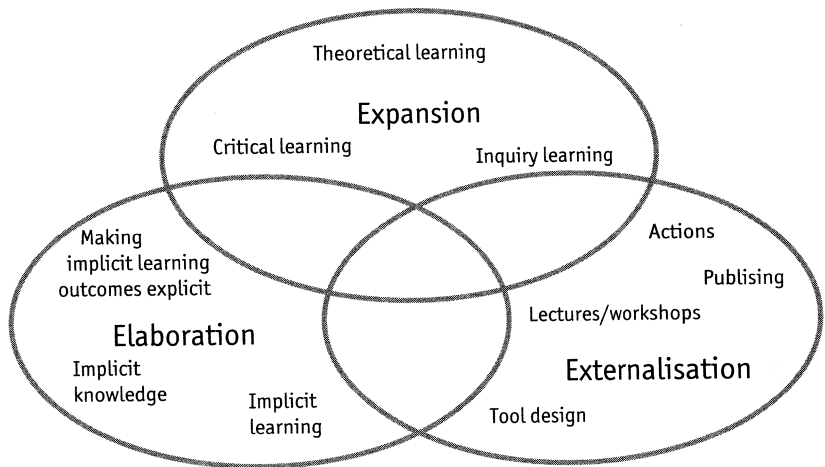 Theoretical learning
Expansion
Critical learning
Inquiry learning
Making
implicit learning
outcomes explicit
Elaboration
Implicit
knowledge
Implicit
learning
Actions
Publising
Lectures/workshops
Externalisation
Tool design